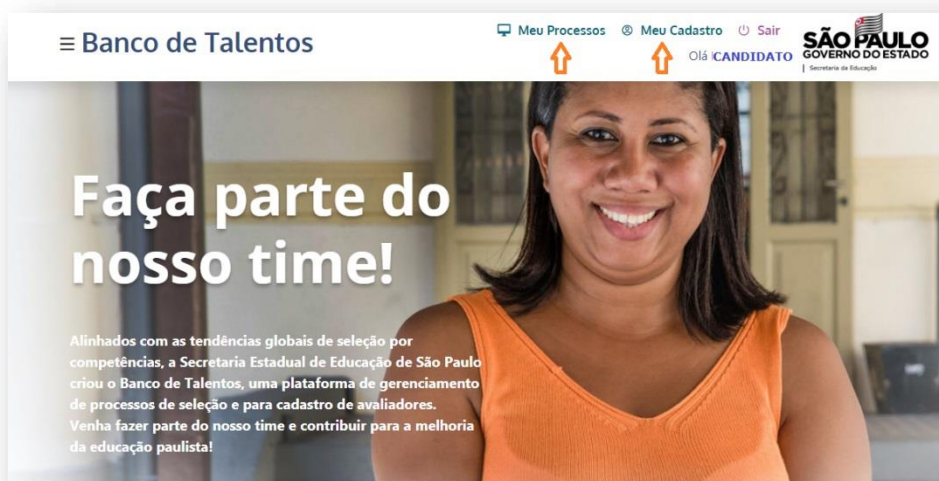 Banco de Talentos
Meu Processos Meu Cadastro Sair
Olá CANDIDATO
SÃO PAULO
GOVERNO DO ESTADO
Secretaria da Educação
Faça parte do
nosso time!
Alinhados com as tendências globais de seleção por
competências, a Secretaria Estadual de Educação de São Paulo
criou o Banco de Talentos, uma plataforma de gerenciamento
de processos de seleção e para cadastro de avaliadores.
Venha fazer parte do nosso time e contribuir para a melhoria
da educação paulista!